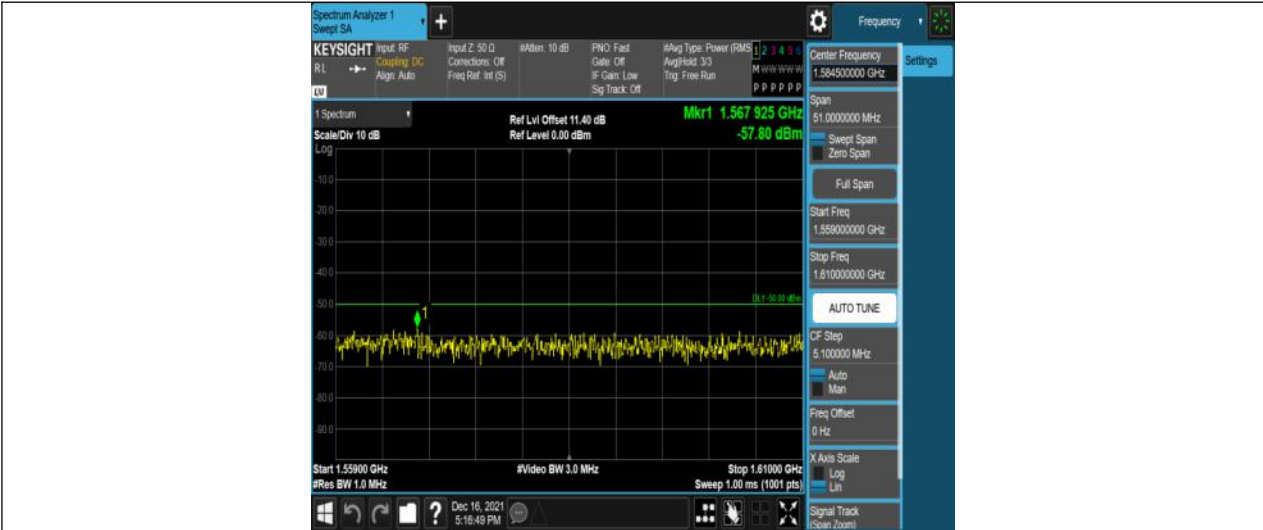 Spectrum Analyzer 1
Swept SA
+
Frequency
KEYSIGHT
RL
LV
Input: RF
Coupling: DC
Align: Auto
Input Z: 50 Ω
Corrections: Off
Freq Ref: Int (S)
#Atten: 10 dB
PNO: Fast
Gate: Off
IF Gain: Low
Sig Track: Off
#Avg Type: Power (RMS
Avg|Hold: 3/3
Trig: Free Run
1 2 3 4 5 6
M W W W W W
P P P P P P
1 Spectrum
Scale/Div 10 dB
Ref Lvl Offset 11.40 dB
Ref Level 0.00 dBm
Mkr1 1.567 925 GHz
-57.80 dBm
Log
-10.0
-20.0
-30.0
-40.0
-50.0
-60.0
-70.0
-80.0
-90.0
DL1 -50.00 dBm
1
Start 1.55900 GHz
#Res BW 1.0 MHz
#Video BW 3.0 MHz
Stop 1.61000 GHz
Sweep 1.00 ms (1001 pts)
?
Dec 16, 2021
5:16:49 PM
Center Frequency
1.584500000 GHz
Settings
Span
51.0000000 MHz
Swept Span
Zero Span
Full Span
Start Freq
1.559000000 GHz
Stop Freq
1.610000000 GHz
AUTO TUNE
CF Step
5.100000 MHz
Auto
Man
Freq Offset
0 Hz
X Axis Scale
Log
Lin
Signal Track
(Span Zoom)